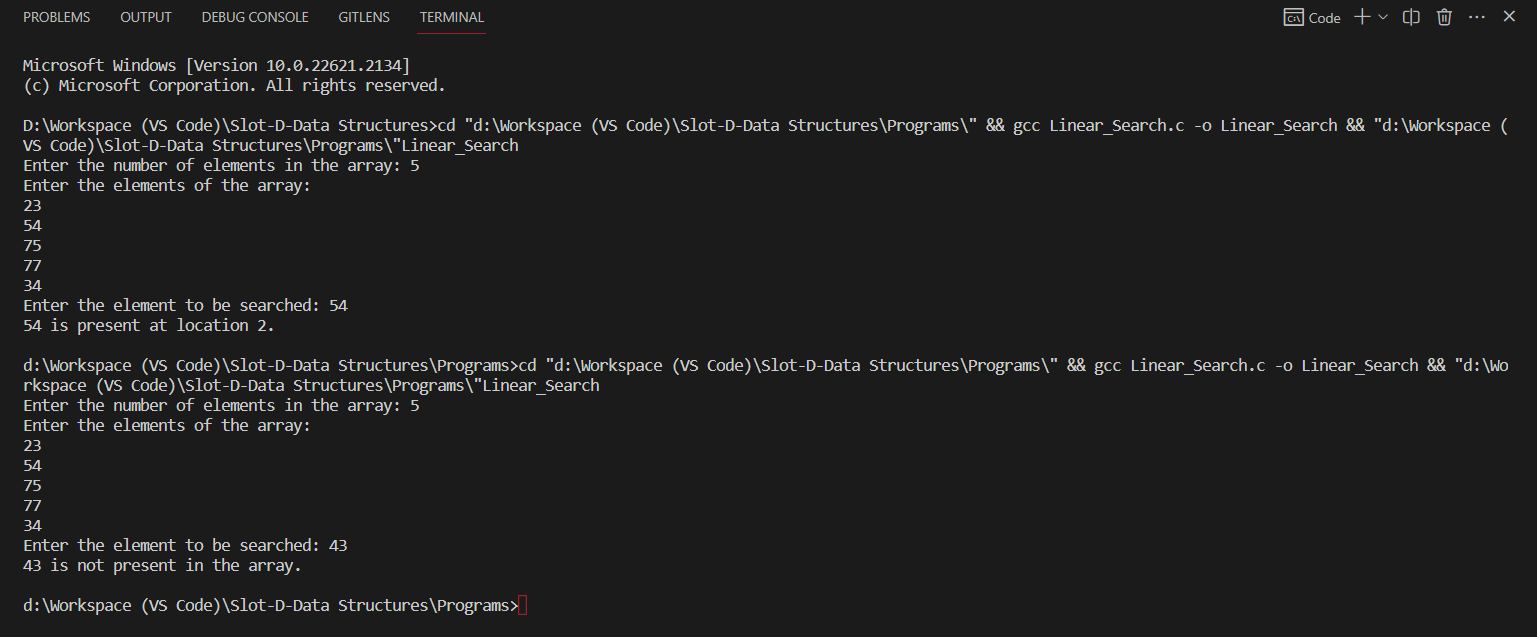 PROBLEMS OUTPUT DEBUG CONSOLE GITLENS TERMINAL Code
Microsoft Windows [Version 10.0.22621.2134]
(c) Microsoft Corporation. All rights reserved.
D:\Workspace (VS Code)\Slot-D-Data Structures>cd "d:\Workspace (VS Code)\Slot-D-Data Structures\Programs\" && gcc Linear_Search.c -o Linear_Search && "d:\Workspace (
VS Code)\Slot-D-Data Structures\Programs\"Linear_Search
Enter the number of elements in the array: 5
Enter the elements of the array:
23
54
75
77
34
Enter the element to be searched: 54
54 is present at location 2.
d:\Workspace (VS Code)\Slot-D-Data Structures\Programs>cd "d:\Workspace (VS Code)\Slot-D-Data Structures\Programs\" && gcc Linear_Search.c -o Linear_Search && "d:\Wo
rkspace (VS Code)\Slot-D-Data Structures\Programs\"Linear_Search
Enter the number of elements in the array: 5
Enter the elements of the array:
23
54
75
77
34
Enter the element to be searched: 43
43 is not present in the array.
d:\Workspace (VS Code)\Slot-D-Data Structures\Programs>